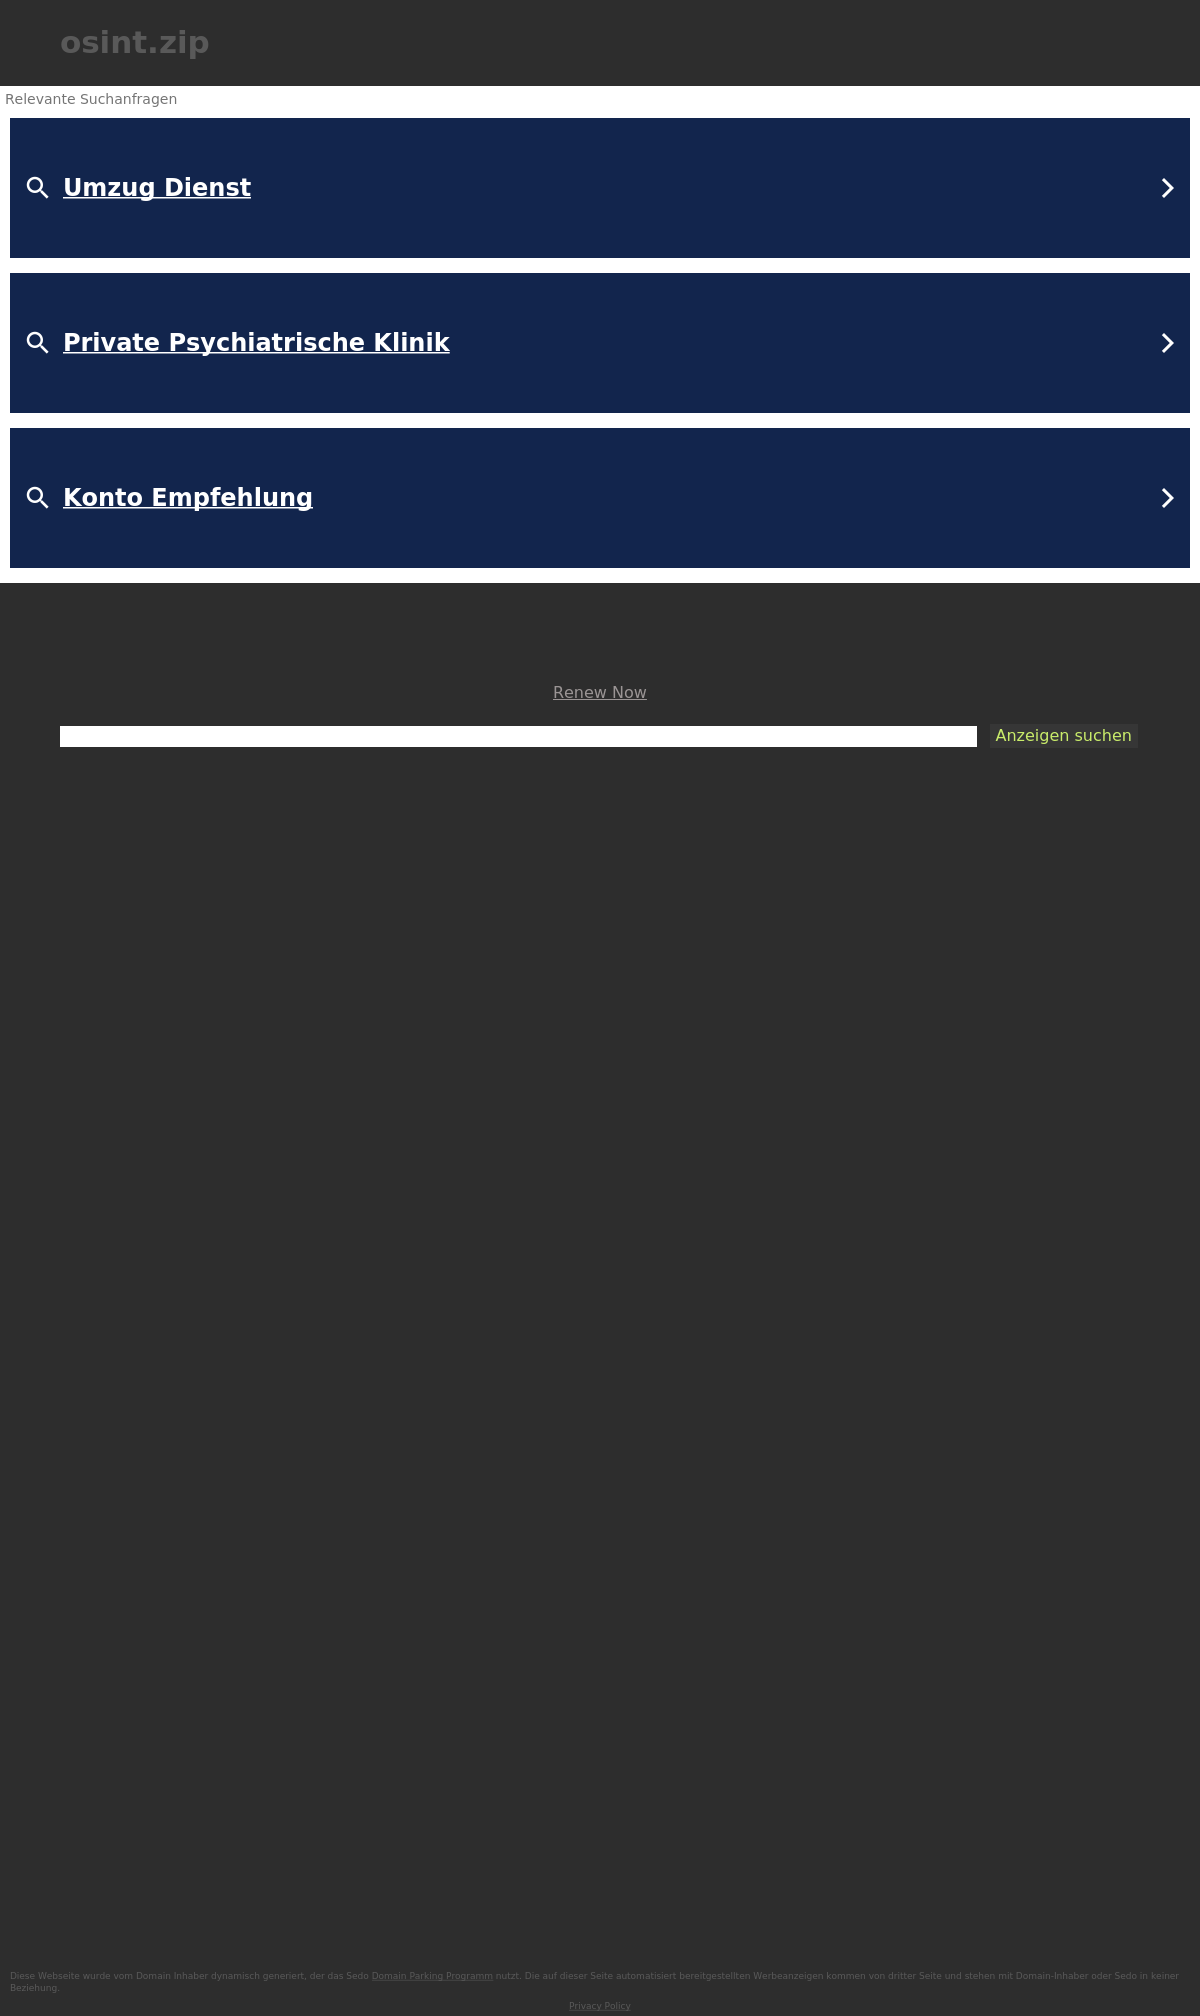 osint.zip
Relevante Suchanfragen
Umzug Dienst
Private Psychiatrische Klinik
Konto Empfehlung
Renew Now
Anzeigen suchen
Diese Webseite wurde vom Domain Inhaber dynamisch generiert, der das Sedo Domain Parking Programm nutzt. Die auf dieser Seite automatisiert bereitgestellten Werbeanzeigen kommen von dritter Seite und stehen mit Domain-Inhaber oder Sedo in keiner
Beziehung.
Privacy Policy